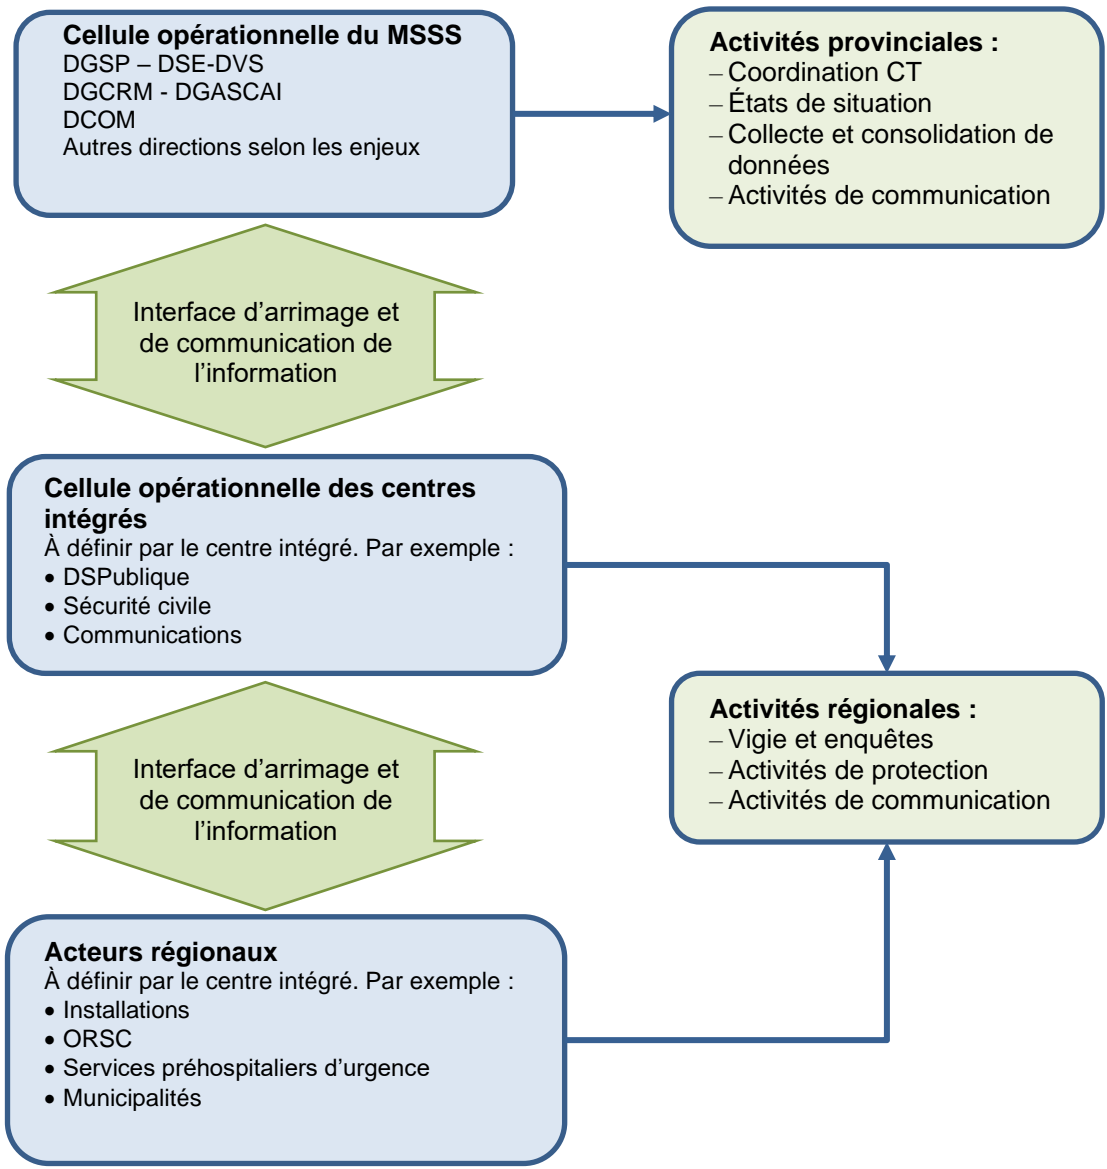 Cellule opérationnelle du MSSS
DGSP – DSE-DVS
DGCRM - DGASCAI
DCOM
Autres directions selon les enjeux
Activités provinciales :
– Coordination CT
– États de situation
– Collecte et consolidation de
données
– Activités de communication
Interface d’arrimage et
de communication de
l’information
Cellule opérationnelle des centres
intégrés
À définir par le centre intégré. Par exemple :
• DSPublique
• Sécurité civile
• Communications
Activités régionales :
– Vigie et enquêtes
– Activités de protection
– Activités de communication
Interface d’arrimage et
de communication de
l’information
Acteurs régionaux
À définir par le centre intégré. Par exemple :
• Installations
• ORSC
• Services préhospitaliers d’urgence
• Municipalités